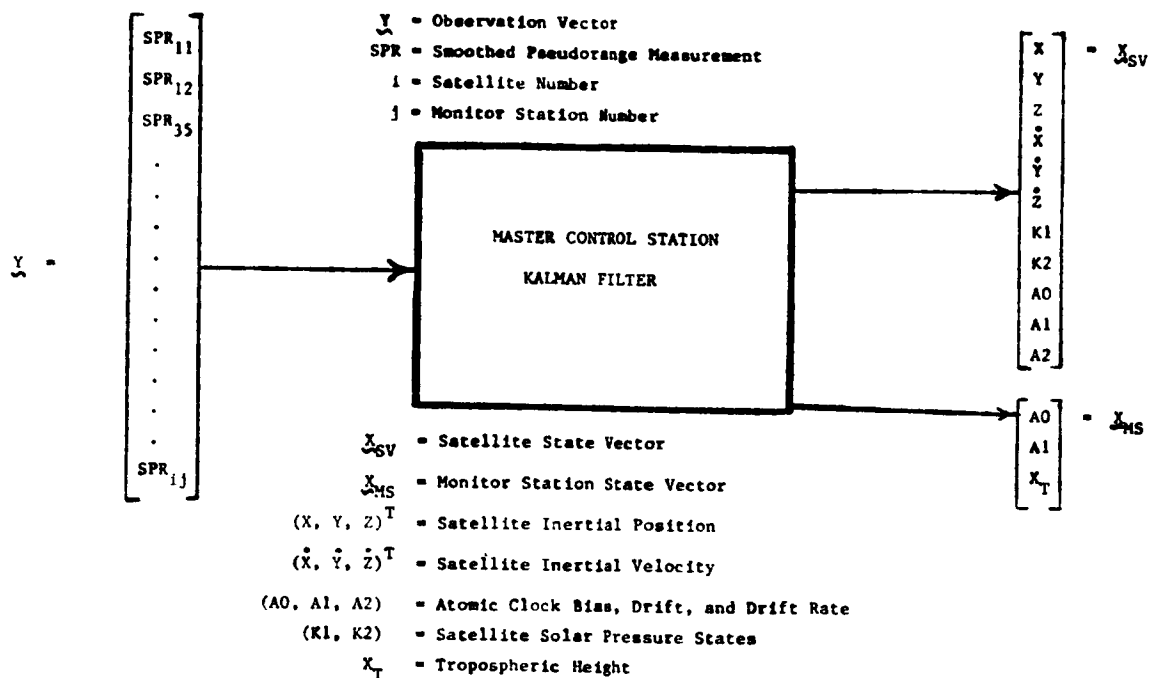 Y = Observation Vector
SPR = Smoothed Pseudorange Measurement
i = Satellite Number
j = Monitor Station Number
Y =
SPR11
SPR12
SPR35
.
.
.
.
.
.
.
.
.
.
SPRij
MASTER CONTROL STATION
KALMAN FILTER
X
Y
Z
Ẋ
Ẏ
Ż
K1
K2
A0
A1
A2
= XSV
A0
A1
XT
= XMS
XSV = Satellite State Vector
XMS = Monitor Station State Vector
(X, Y, Z)T = Satellite Inertial Position
(Ẋ, Ẏ, Ż)T = Satellite Inertial Velocity
(A0, A1, A2) = Atomic Clock Bias, Drift, and Drift Rate
(K1, K2) = Satellite Solar Pressure States
XT = Tropospheric Height